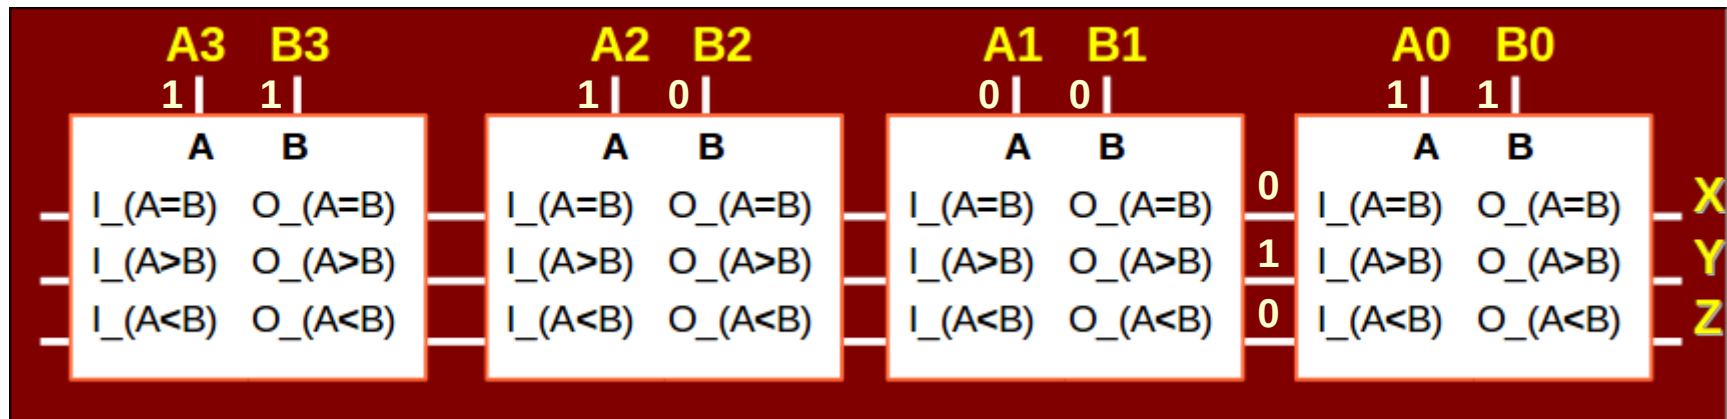 A3 B3 A2 B2 A1 B1 A0 B0
1 1 1 0 0 0 1 1
A B A B A B A B
I_(A=B) O_(A=B) I_(A=B) O_(A=B) I_(A=B) O_(A=B) 0 I_(A=B) O_(A=B) X
I_(A>B) O_(A>B) I_(A>B) O_(A>B) I_(A>B) O_(A>B) 1 I_(A>B) O_(A>B) Y
I_(A<B) O_(A<B) I_(A<B) O_(A<B) I_(A<B) O_(A<B) 0 I_(A<B) O_(A<B) Z